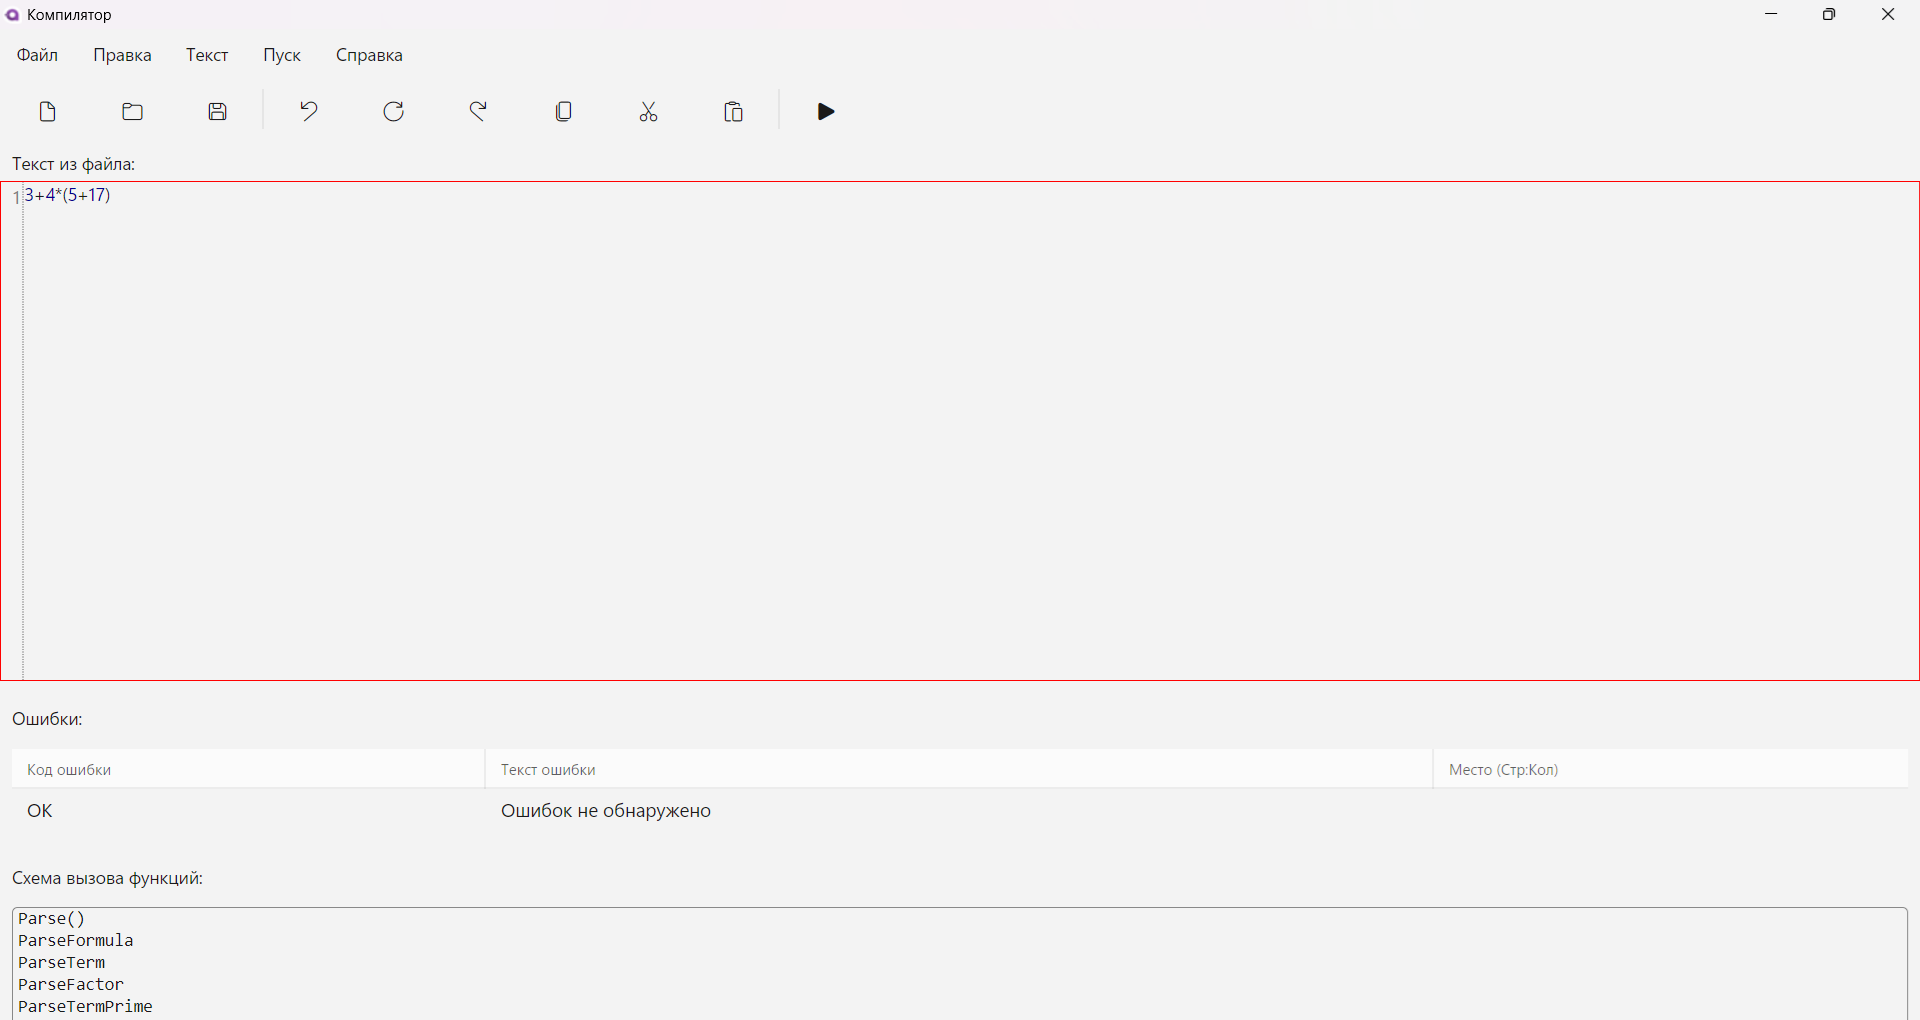 Компилятор
Файл Правка Текст Пуск Справка
Текст из файла:
1 3+4*(5+17)
Ошибки:
Код ошибки Текст ошибки Место (Стр:Кол)
OK Ошибок не обнаружено
Схема вызова функций:
Parse()
ParseFormula
ParseTerm
ParseFactor
ParseTermPrime